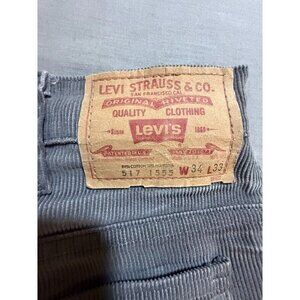 LEVI STRAUSS & CO.
SAN FRANCISCO, CAL.
ORIGINAL RIVETED
QUALITY CLOTHING
Levi's
517 1555 W 34 L 33